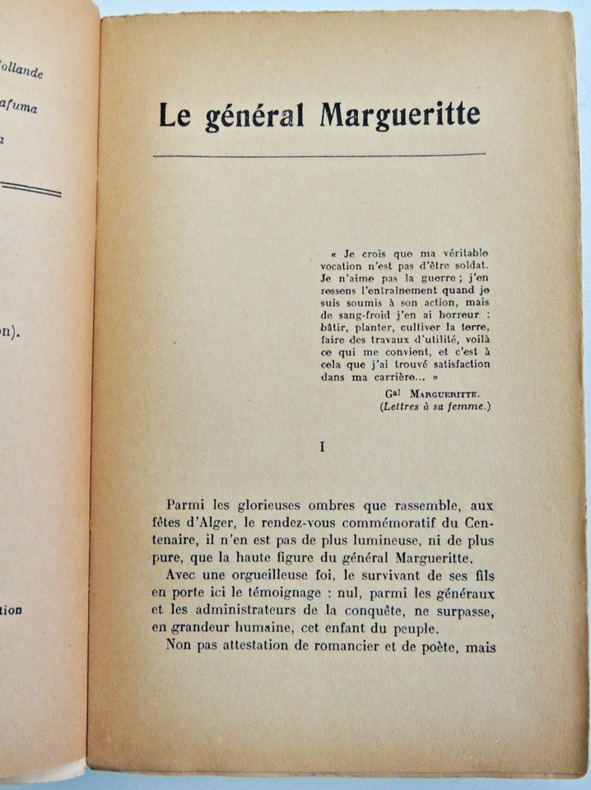 ollande
afuma
a
n).
tion
Le général Margueritte
« Je crois que ma véritable
vocation n'est pas d'être soldat.
Je n'aime pas la guerre ; j'en
ressens l'entraînement quand je
suis soumis à son action, mais
de sang-froid j'en ai horreur :
bâtir, planter, cultiver la terre,
faire des travaux d'utilité, voilà
ce qui me convient, et c'est à
cela que j'ai trouvé satisfaction
dans ma carrière... »
Gal MARGUERITTE.
(Lettres à sa femme.)
I
Parmi les glorieuses ombres que rassemble, aux
fêtes d'Alger, le rendez-vous commémoratif du Cen-
tenaire, il n'en est pas de plus lumineuse, ni de plus
pure, que la haute figure du général Margueritte.
Avec une orgueilleuse foi, le survivant de ses fils
en porte ici le témoignage : nul, parmi les généraux
et les administrateurs de la conquête, ne surpasse,
en grandeur humaine, cet enfant du peuple.
Non pas attestation de romancier et de poète, mais